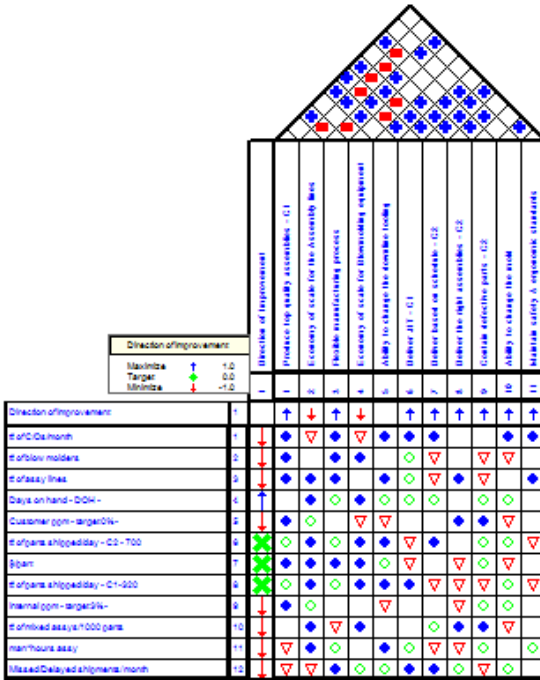 Direction of Improvement
Produce top quality assemblies - C1
Economy of scale for the Assembly lines
Flexible manufacturing process
Economy of scale for Blowmolding equipment
Ability to change the downline tooling
Deliver JIT - C1
Deliver based on schedule - C2
Deliver the right assemblies - C2
Contain defective parts - C2
Ability to change the mold
Maintain safety & ergonomic standards
Direction of Improvement
Maximize 1.0
Target 0.0
Minimize -1.0
1 1 2 3 4 5 6 7 8 9 10 11
Direction of Improvement 1
# of C/Os/month 1
# of blow molders 2
# of assy lines 3
Days on hand - DOH - 4
Customer ppm - target 0% - 5
# of parts shipped/day - C2 - 700 6
$/part 7
# of parts shipped/day - C1-920 8
Internal ppm - target 3% - 9
# of mixed assys/1000 parts 10
man*hours assy 11
Missed/Delayed shipments/month 12